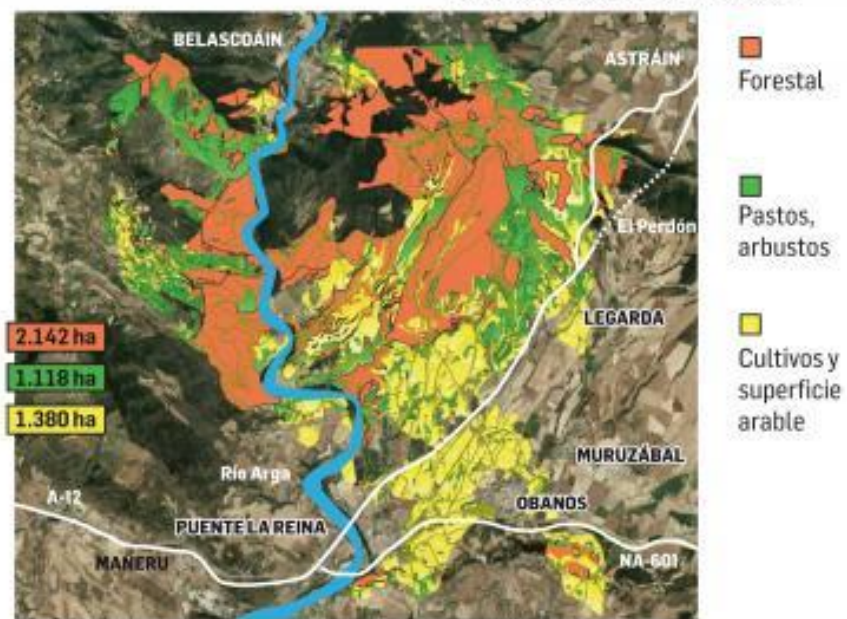 BELASCOÁIN
ASTRÁIN
El Perdón
LEGARDA
2.142 ha
1.118 ha
1.380 ha
MURUZÁBAL
Río Arga
OBANOS
A-12
PUENTE LA REINA
MAÑERU
NA-601
Forestal
Pastos,
arbustos
Cultivos y
superficie
arable